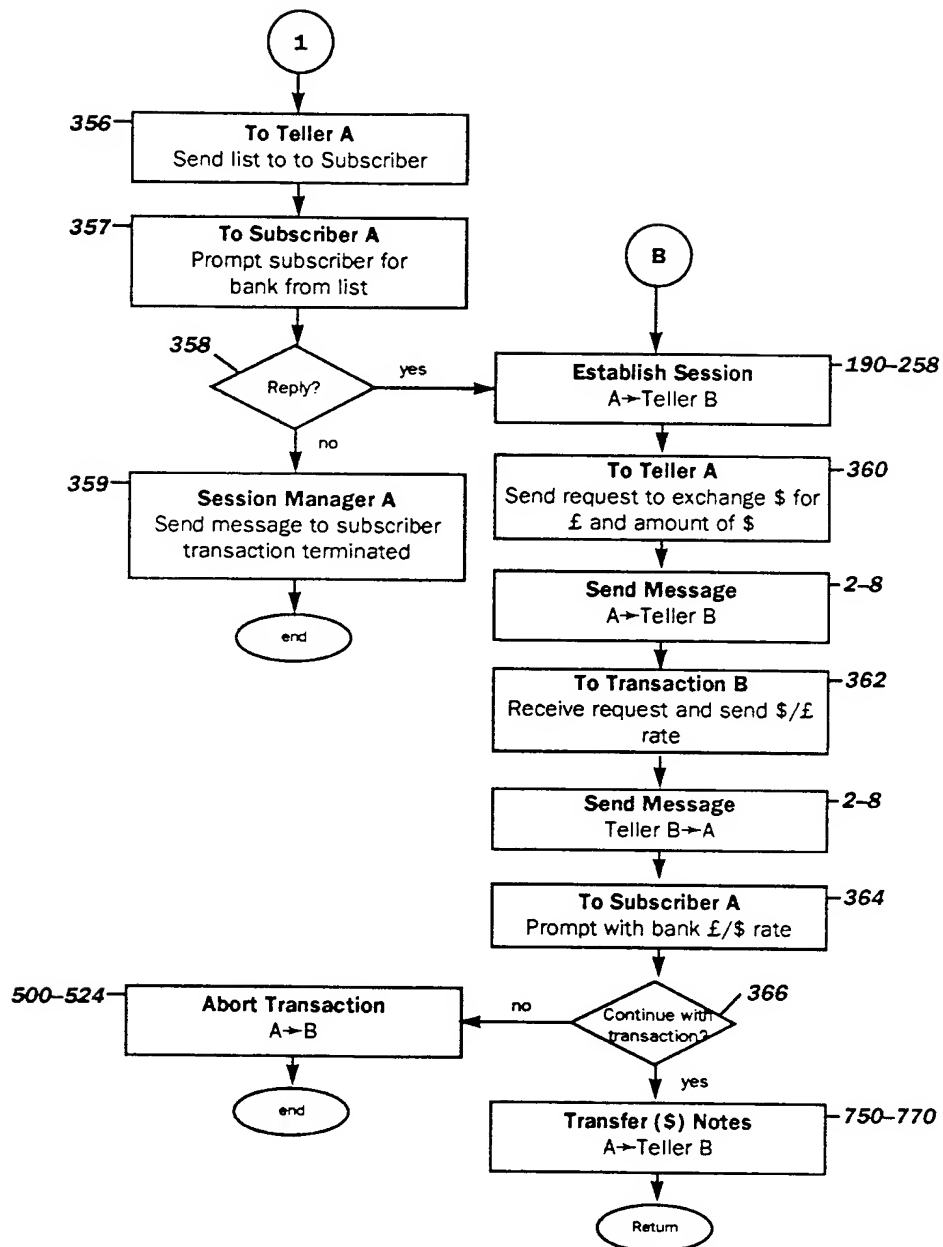 1
356
To Teller A
Send list to to Subscriber
357
To Subscriber A
Prompt subscriber for
bank from list
358
Reply?
yes
no
359
Session Manager A
Send message to subscriber
transaction terminated
end
B
Establish Session
A→Teller B
190–258
To Teller A
Send request to exchange $ for
£ and amount of $
360
Send Message
A→Teller B
2–8
To Transaction B
Receive request and send $/£
rate
362
Send Message
Teller B→A
2–8
To Subscriber A
Prompt with bank £/$ rate
364
Continue with
transaction?
366
no
500–524
Abort Transaction
A→B
end
yes
Transfer ($) Notes
A→Teller B
750–770
Return